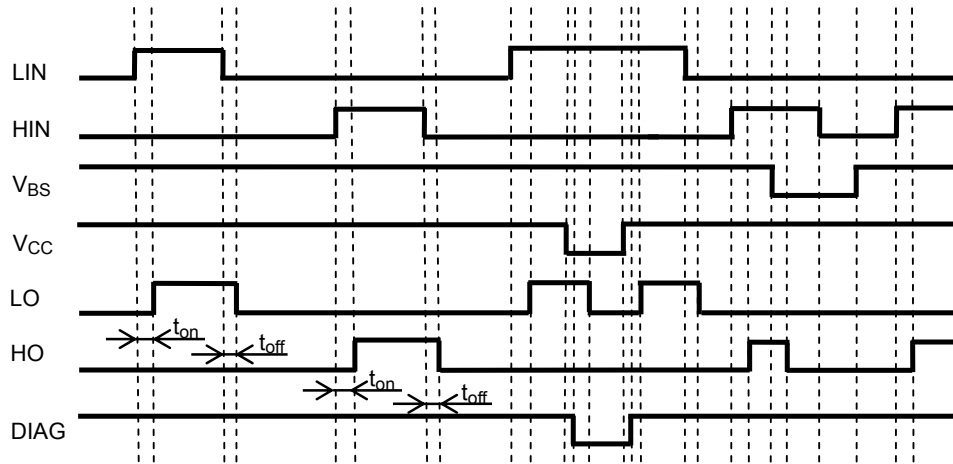 LIN
HIN
VBS
VCC
LO
ton
HO
toff
ton
toff
DIAG